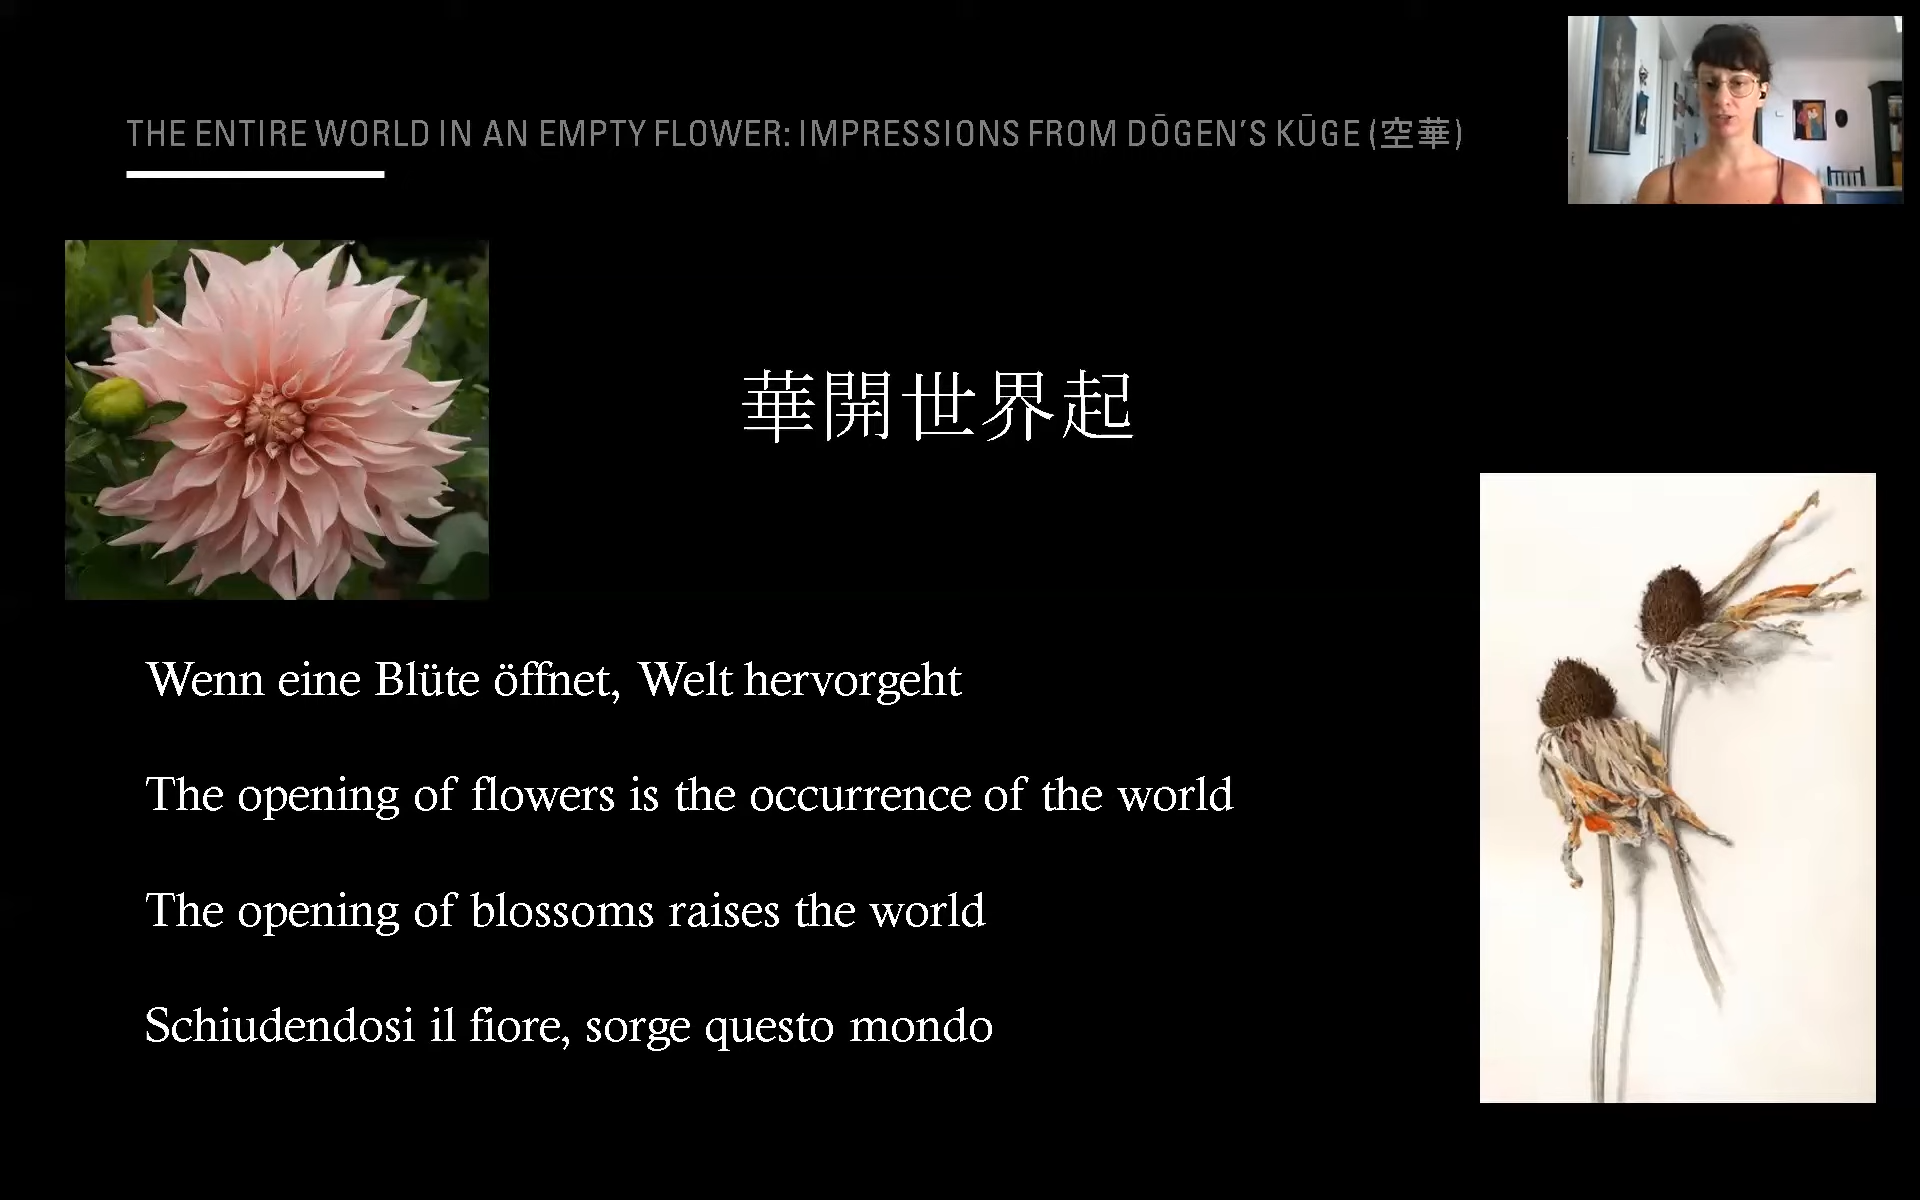 THE ENTIRE WORLD IN AN EMPTY FLOWER: IMPRESSIONS FROM DŌGEN’S KŪGE (空華)
華開世界起
Wenn eine Blüte öffnet, Welt hervorgeht
The opening of flowers is the occurrence of the world
The opening of blossoms raises the world
Schiudendosi il fiore, sorge questo mondo